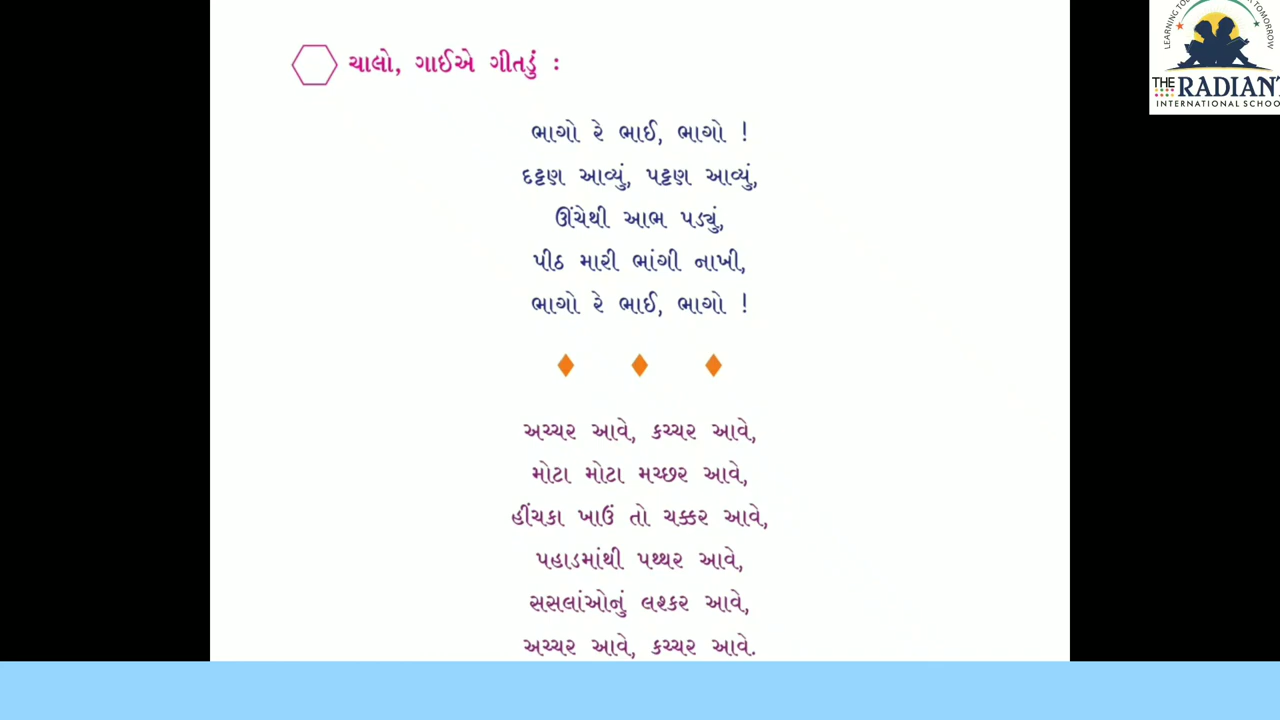 ચાલો, ગાઈએ ગીતડું :
ભાગો રે ભાઈ, ભાગો !
દટ્ટણ આવ્યું, પટ્ટણ આવ્યું,
ઊંચેથી આભ પડ્યું,
પીઠ મારી ભાંગી નાખી,
ભાગો રે ભાઈ, ભાગો !
અચ્ચર આવે, કચ્ચર આવે,
મોટા મોટા મચ્છર આવે,
હીંચકા ખાઉં તો ચક્કર આવે,
પહાડમાંથી પથ્થર આવે,
સસલાંઓનું લશ્કર આવે,
અચ્ચર આવે, કચ્ચર આવે.
THE RADIANT
INTERNATIONAL SCHOO